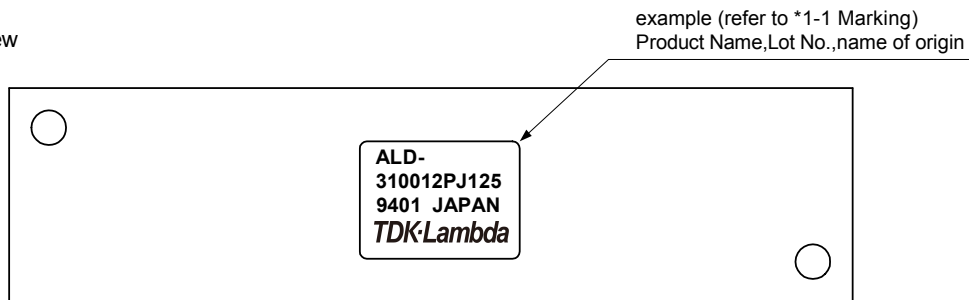 example (refer to *1-1 Marking)
Product Name,Lot No.,name of origin
ALD-
310012PJ125
9401 JAPAN
TDK·Lambda